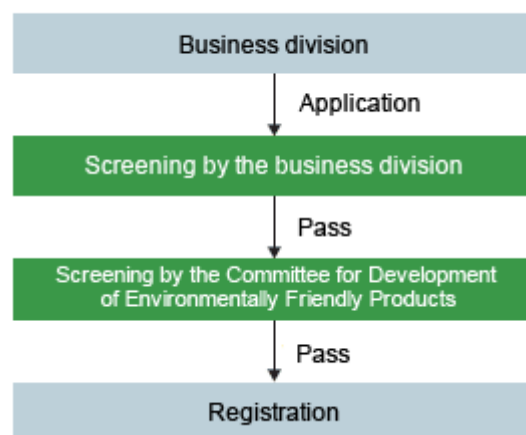 Business division
Application
Screening by the business division
Pass
Screening by the Committee for Development
of Environmentally Friendly Products
Pass
Registration